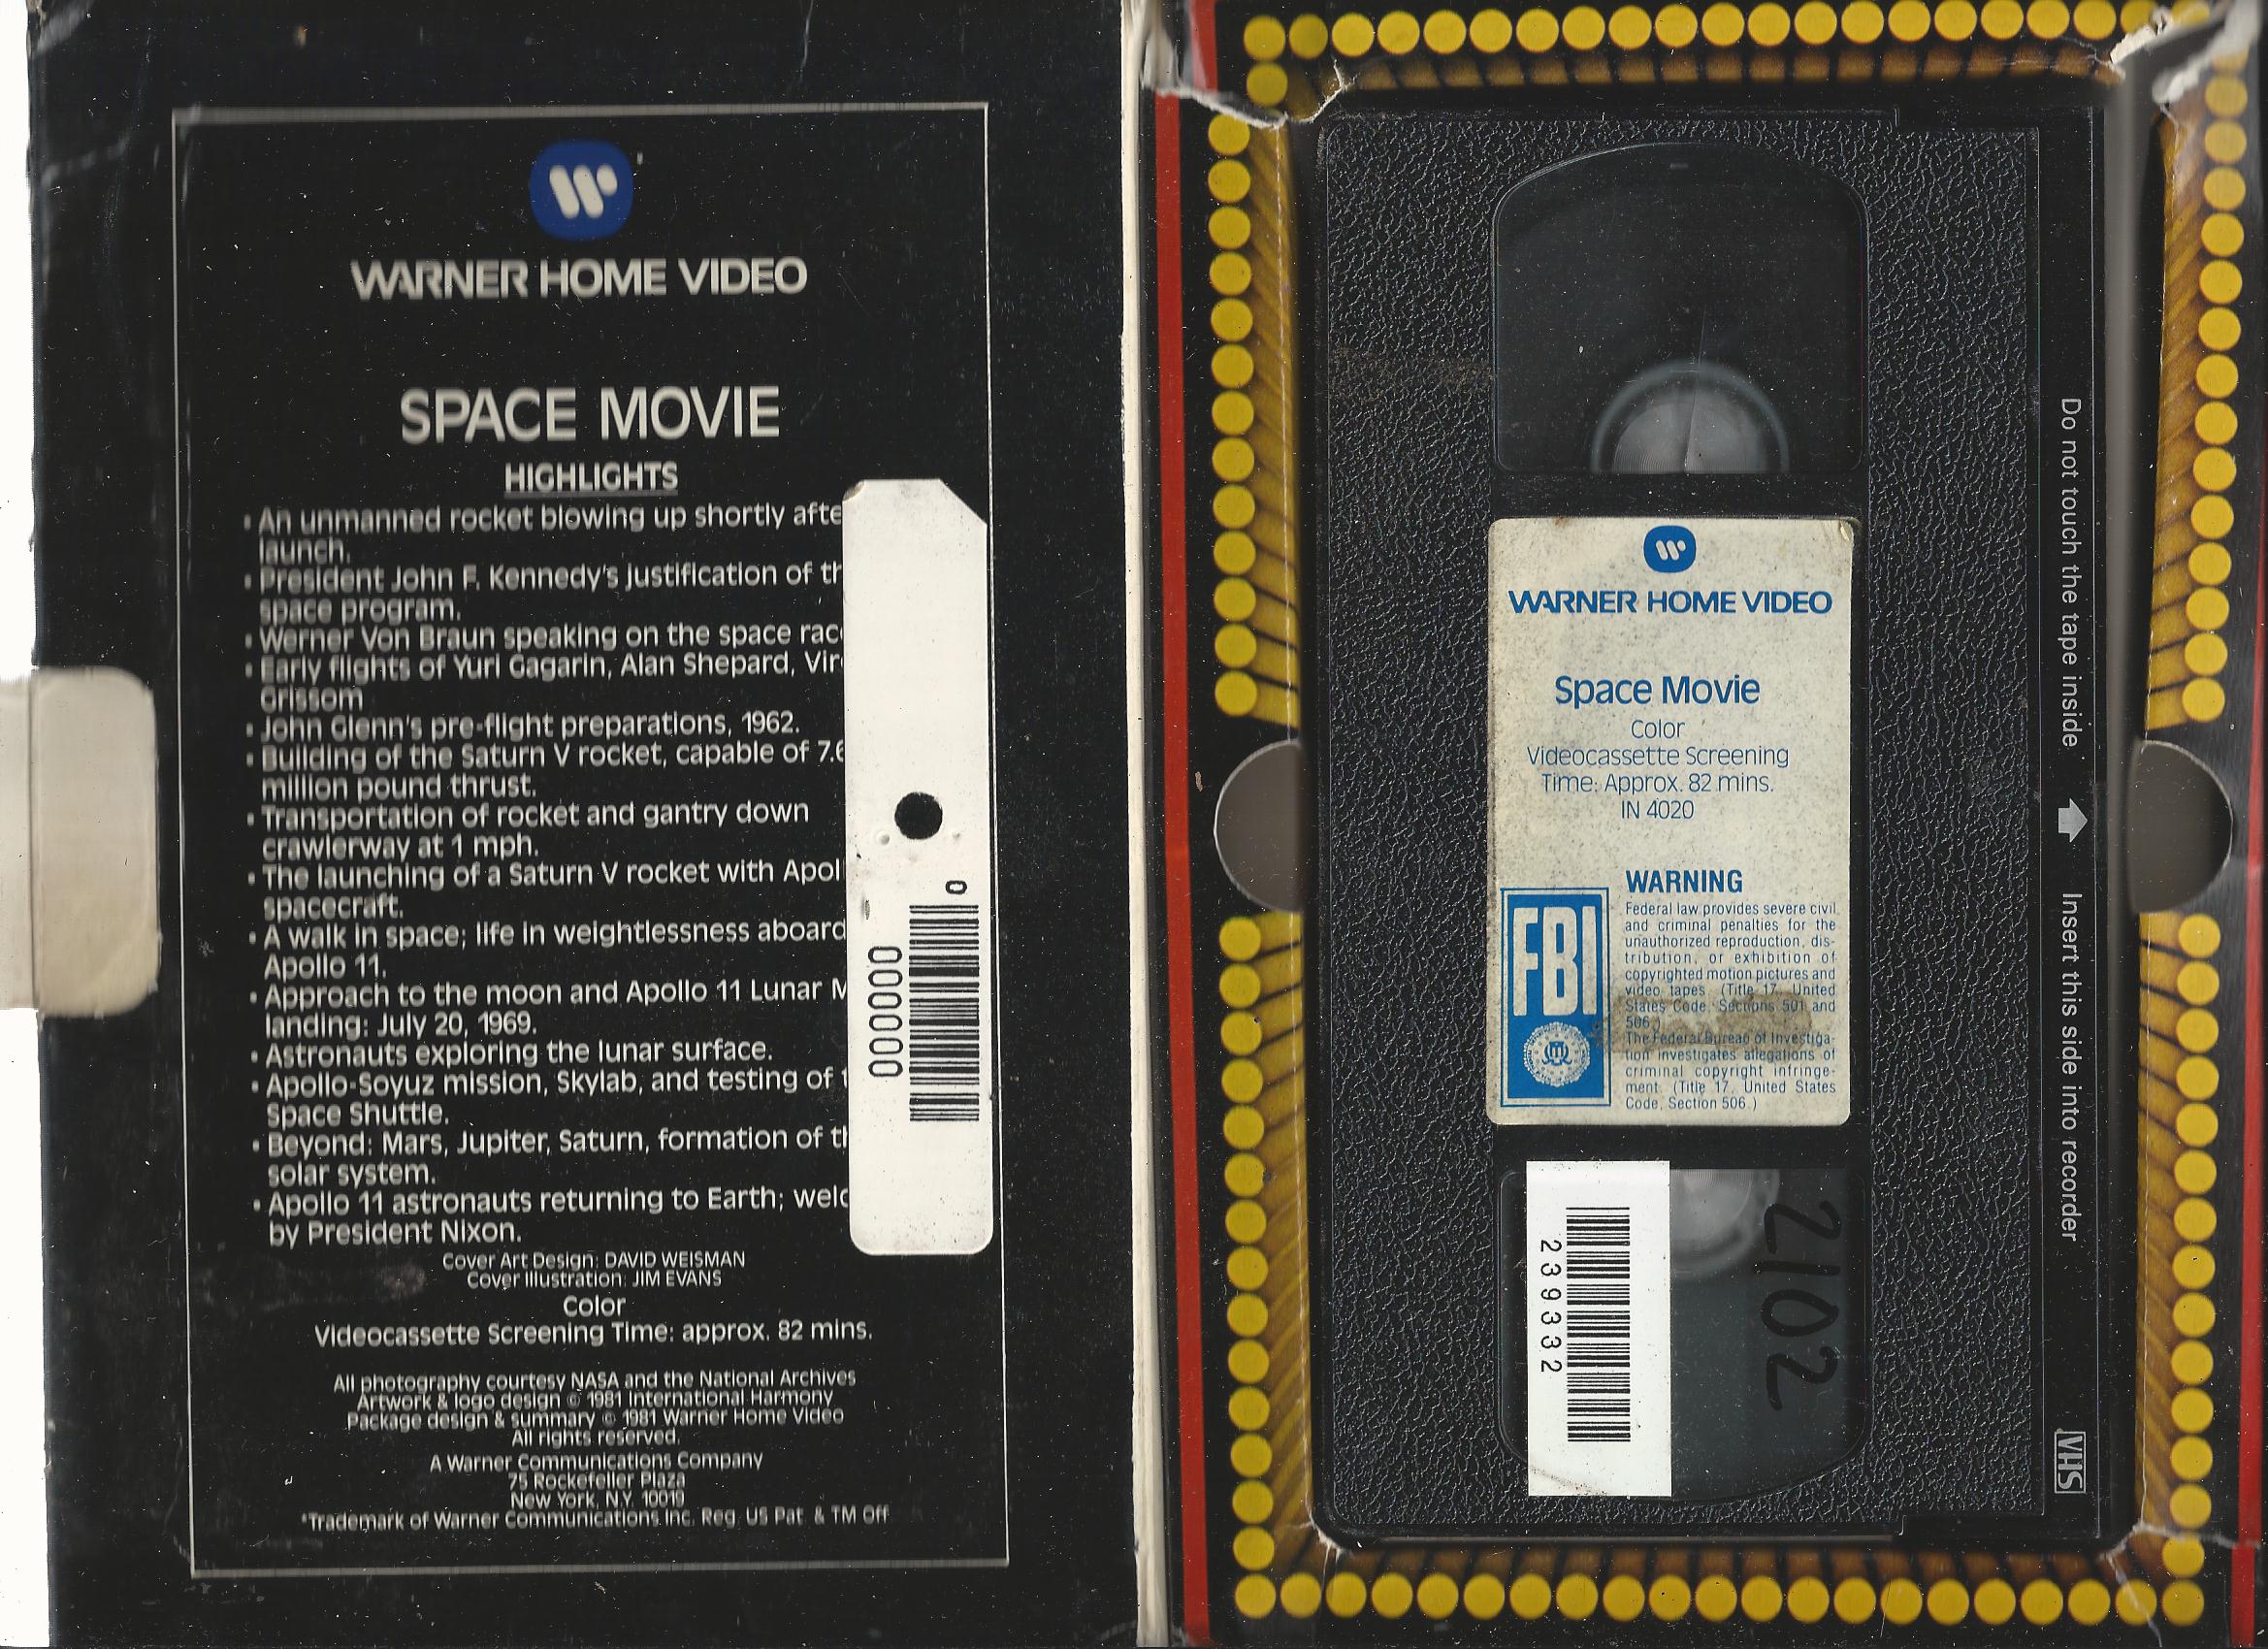 WARNER HOME VIDEO
SPACE MOVIE
HIGHLIGHTS
• An unmanned rocket blowing up shortly afte
launch.
• President John F. Kennedy's justification of th
space program.
• Werner Von Braun speaking on the space rac
• Early flights of Yuri Gagarin, Alan Shepard, Vir
Grissom
• John Glenn's pre-flight preparations, 1962.
• Building of the Saturn V rocket, capable of 7.6
million pound thrust.
• Transportation of rocket and gantry down
crawlerway at 1 mph.
• The launching of a Saturn V rocket with Apol
spacecraft.
• A walk in space; life in weightlessness aboard
Apollo 11.
• Approach to the moon and Apollo 11 Lunar M
landing: July 20, 1969.
• Astronauts exploring the lunar surface.
• Apollo-Soyuz mission, Skylab, and testing of t
Space Shuttle.
• Beyond: Mars, Jupiter, Saturn, formation of th
solar system.
• Apollo 11 astronauts returning to Earth; welc
by President Nixon.
Cover Art Design: DAVID WEISMAN
Cover Illustration: JIM EVANS
Color
Videocassette Screening Time: approx. 82 mins.
All photography courtesy NASA and the National Archives
Artwork & logo design © 1981 International Harmony
Package design & summary © 1981 Warner Home Video
All rights reserved.
A Warner Communications Company
75 Rockefeller Plaza
New York, N.Y. 10019
*Trademark of Warner Communications Inc. Reg. US Pat. & TM Off
0
000000
WARNER HOME VIDEO
Space Movie
Color
Videocassette Screening
Time: Approx. 82 mins.
IN 4020
WARNING
FBI
Federal law provides severe civil
and criminal penalties for the
unauthorized reproduction, dis-
tribution, or exhibition of
copyrighted motion pictures and
video tapes. (Title 17, United
States Code, Sections 501 and
506.)
The Federal Bureau of Investiga-
tion investigates allegations of
criminal copyright infringe-
ment. (Title 17, United States
Code, Section 506.)
239332
2102
Do not touch the tape inside
Insert this side into recorder
VHS